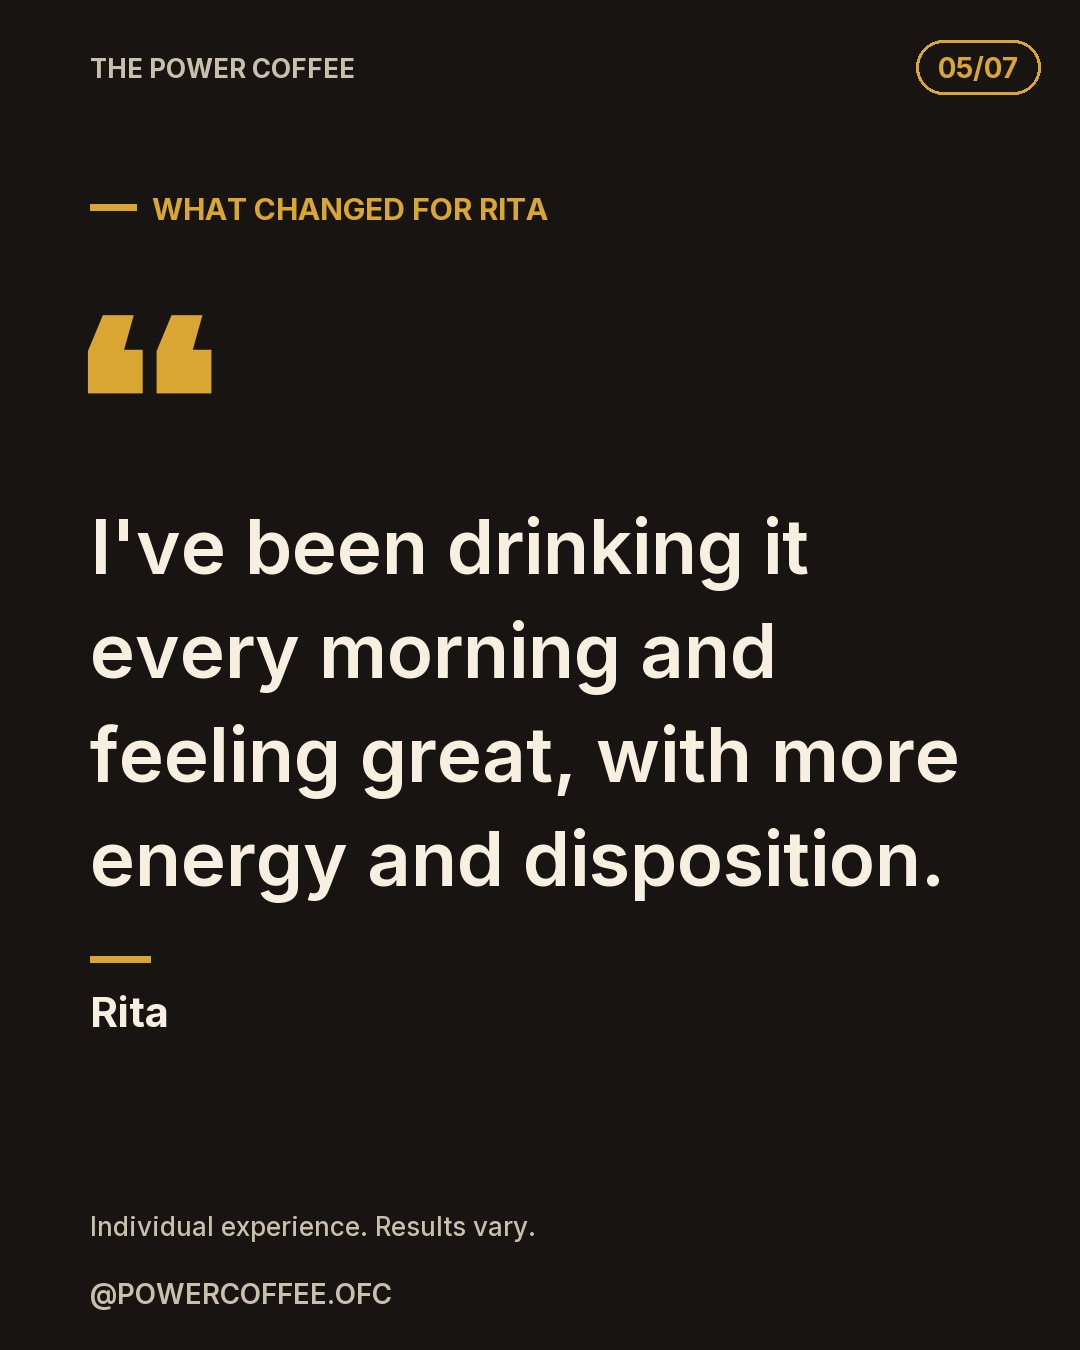 THE POWER COFFEE
05/07
WHAT CHANGED FOR RITA
“
I've been drinking it
every morning and
feeling great, with more
energy and disposition.
Rita
Individual experience. Results vary.
@POWERCOFFEE.OFC